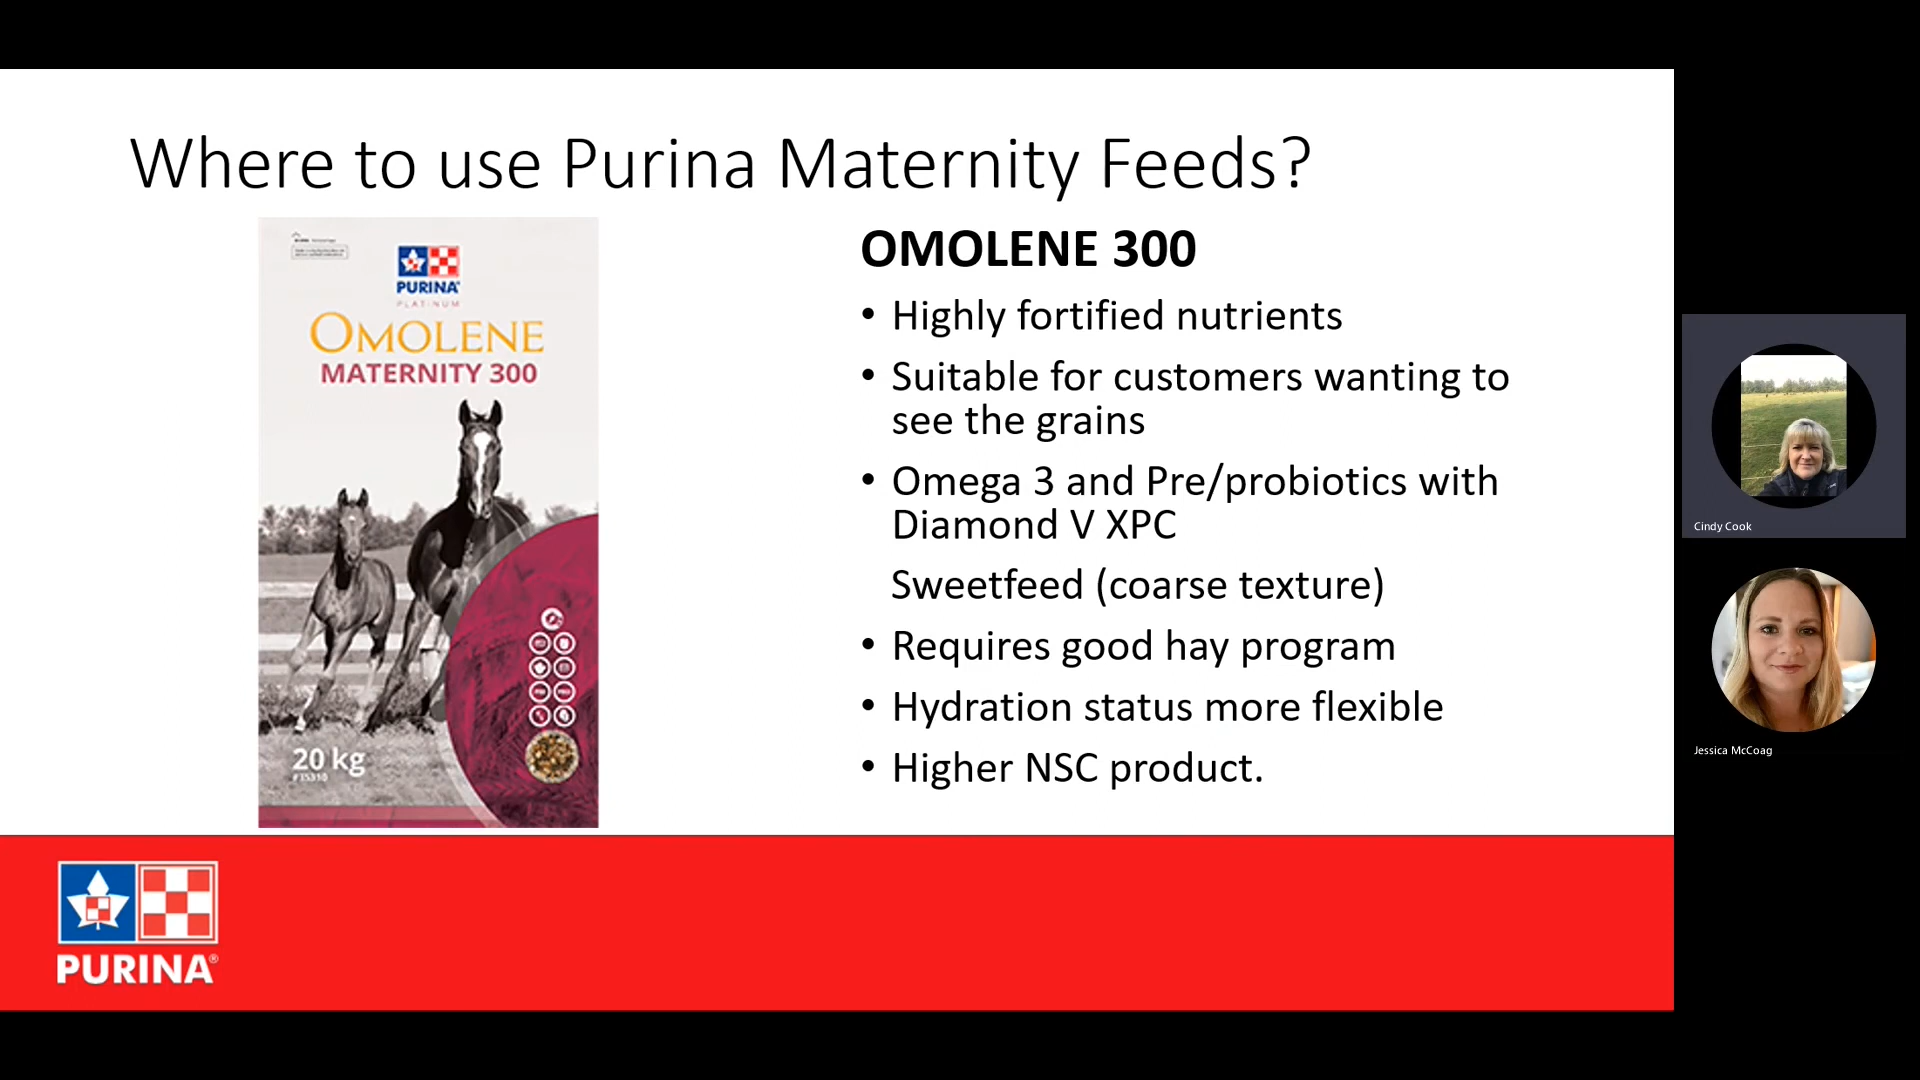 Where to use Purina Maternity Feeds?
PURINA
PLATINUM
OMOLENE
MATERNITY 300
20 kg
#35310
OMOLENE 300
• Highly fortified nutrients
• Suitable for customers wanting to
see the grains
• Omega 3 and Pre/probiotics with
Diamond V XPC
Sweetfeed (coarse texture)
• Requires good hay program
• Hydration status more flexible
• Higher NSC product.
PURINA®
Cindy Cook
Jessica McCoag